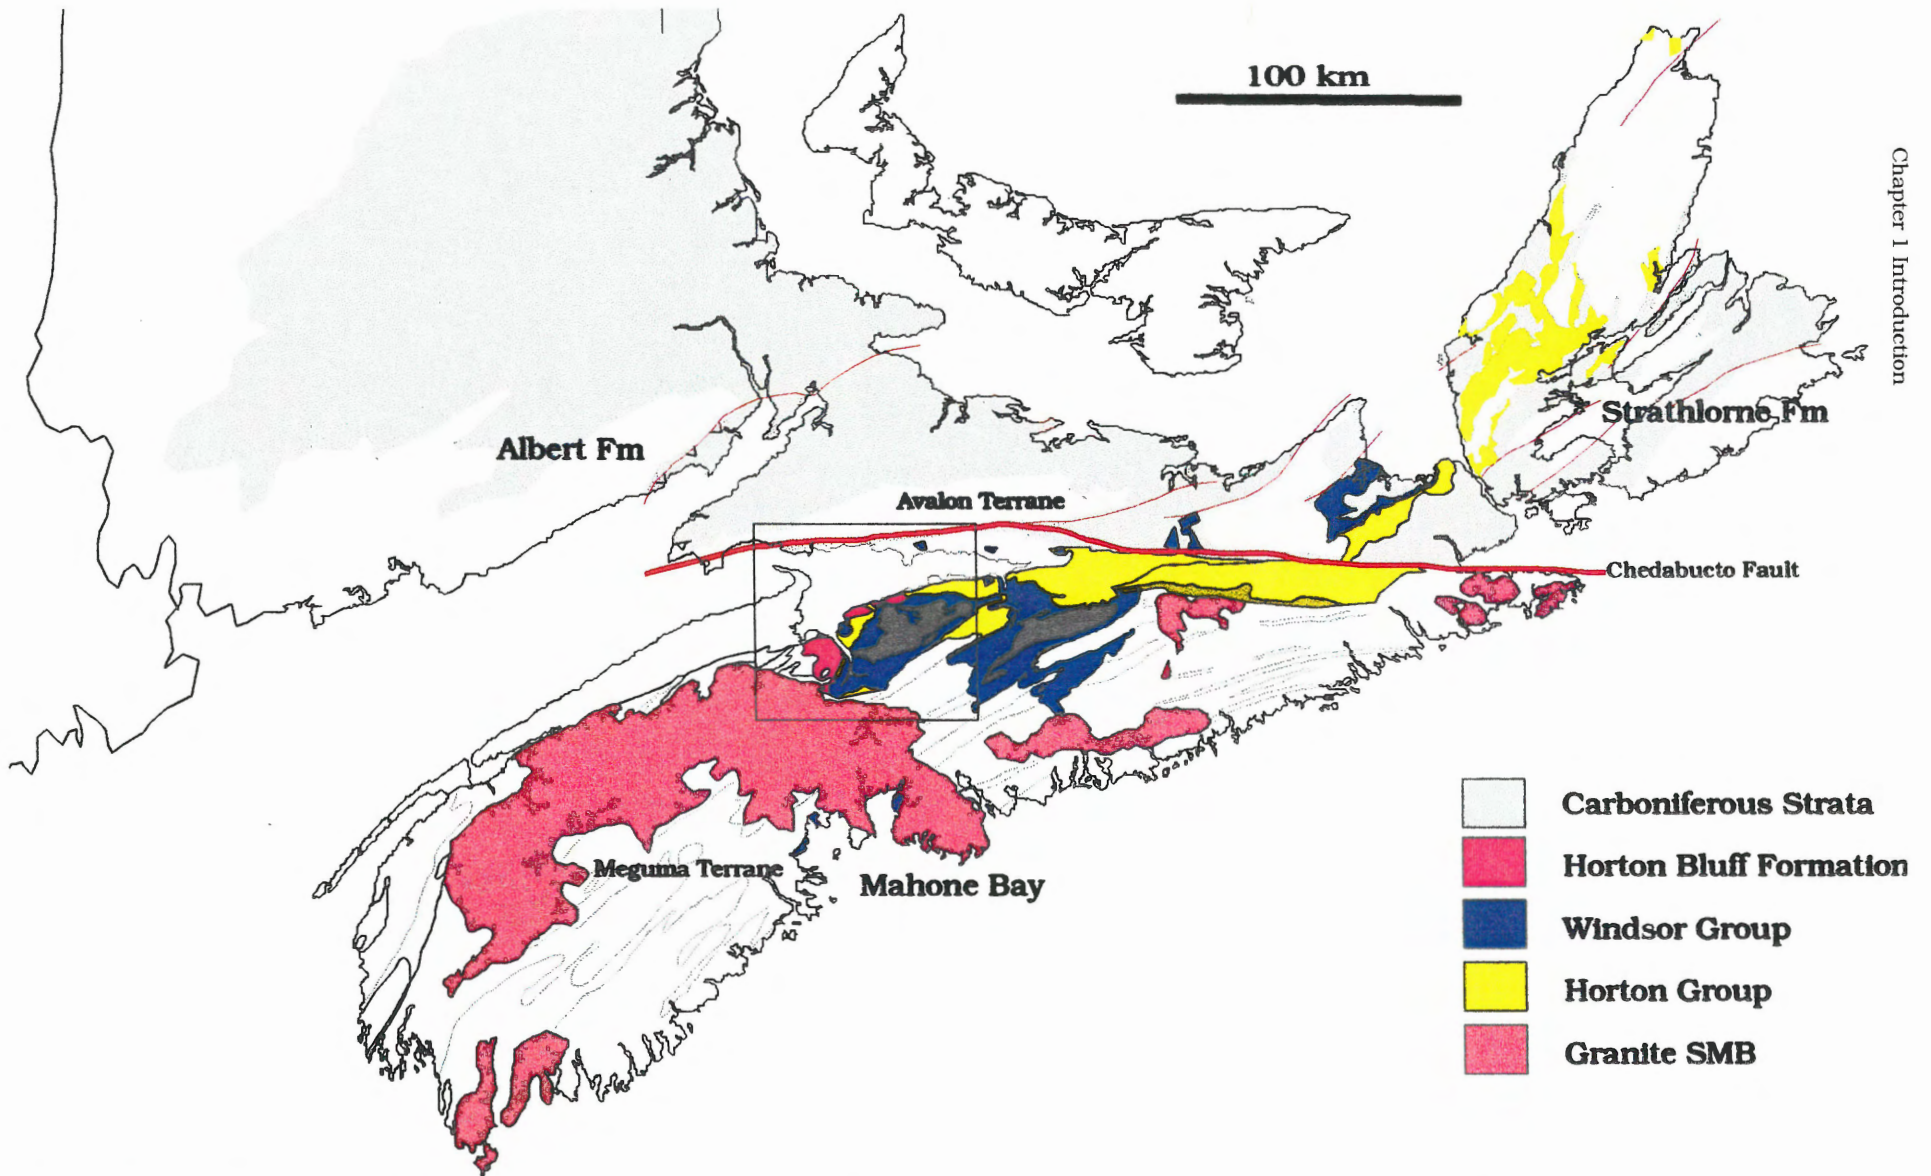 100 km
Chapter 1 Introduction
Strathlorne Fm
Albert Fm
Avalon Terrane
Chedabucto Fault
Meguma Terrane
Mahone Bay
Carboniferous Strata
Horton Bluff Formation
Windsor Group
Horton Group
Granite SMB